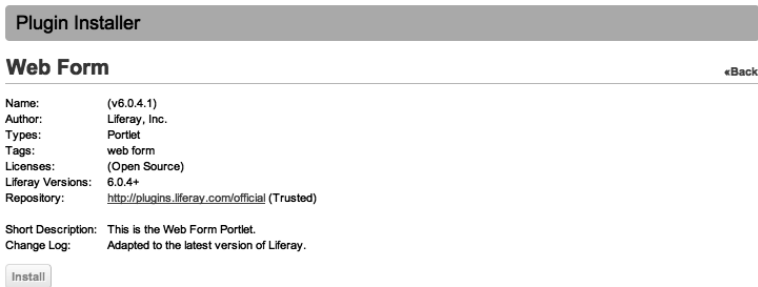 Plugin Installer
Web Form
«Back
Name: (v6.0.4.1)
Author: Liferay, Inc.
Types: Portlet
Tags: web form
Licenses: (Open Source)
Liferay Versions: 6.0.4+
Repository: http://plugins.liferay.com/official (Trusted)
Short Description: This is the Web Form Portlet.
Change Log: Adapted to the latest version of Liferay.
Install